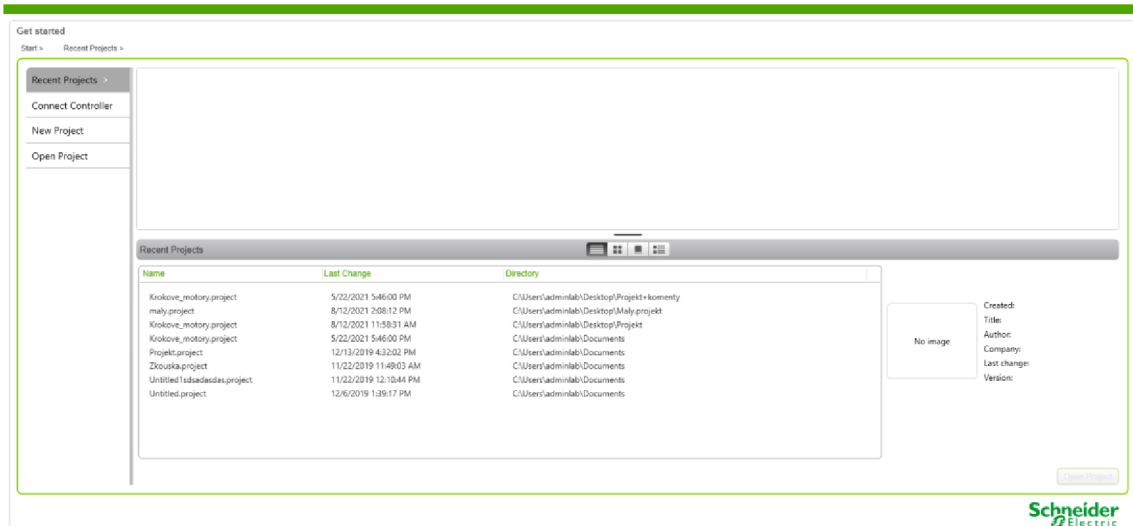 Get started
Start > Recent Projects >
Recent Projects >
Connect Controller
New Project
Open Project
Recent Projects
Name Last Change Directory
Krokove_motory.project 5/22/2021 5:46:00 PM C:\Users\adminlab\Desktop\Projekt+komenty
maly.project 8/12/2021 2:08:12 PM C:\Users\adminlab\Desktop\Maly.projekt
Krokove_motory.project 8/12/2021 11:58:31 AM C:\Users\adminlab\Desktop\Projekt
Krokove_motory.project 5/22/2021 5:46:00 PM C:\Users\adminlab\Documents
Projekt.project 12/13/2019 4:32:02 PM C:\Users\adminlab\Documents
Zkouska.project 11/22/2019 11:49:03 AM C:\Users\adminlab\Documents
Untitled1sdsadasdas.project 11/22/2019 12:10:44 PM C:\Users\adminlab\Documents
Untitled.project 12/6/2019 1:39:17 PM C:\Users\adminlab\Documents
No image
Created:
Title:
Author:
Company:
Last change:
Version:
Open Project
Schneider
Electric